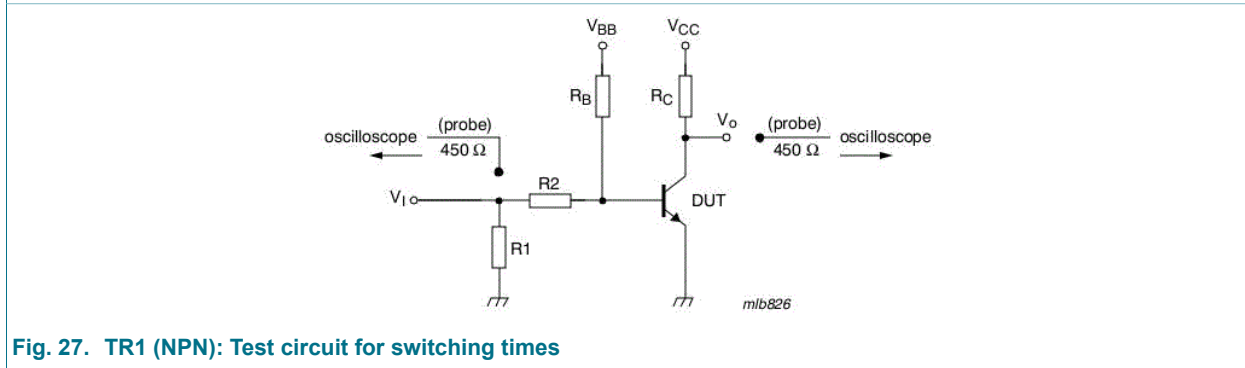 VBB
VCC
RB
RC
Vo
(probe)
450 Ω
oscilloscope
(probe)
450 Ω
oscilloscope
R2
VI
DUT
R1
mlb826
Fig. 27. TR1 (NPN): Test circuit for switching times